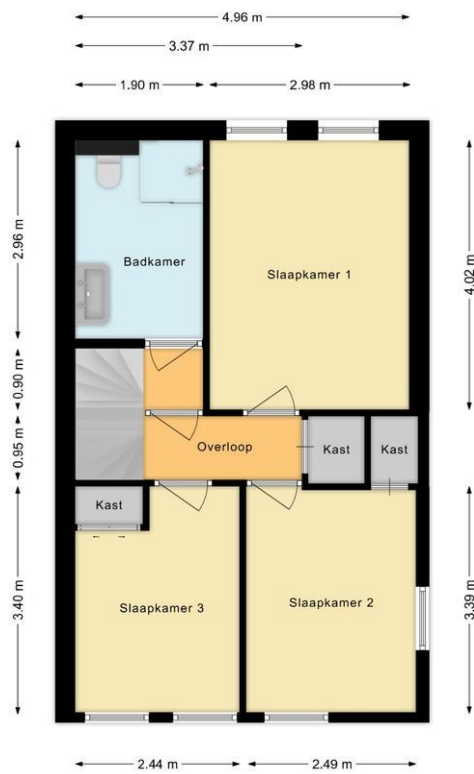 4.96 m
3.37 m
1.90 m
2.98 m
2.96 m
4.02 m
Badkamer
Slaapkamer 1
0.90 m
0.95 m
Overloop
Kast
Kast
Kast
3.40 m
3.39 m
Slaapkamer 3
Slaapkamer 2
2.44 m
2.49 m